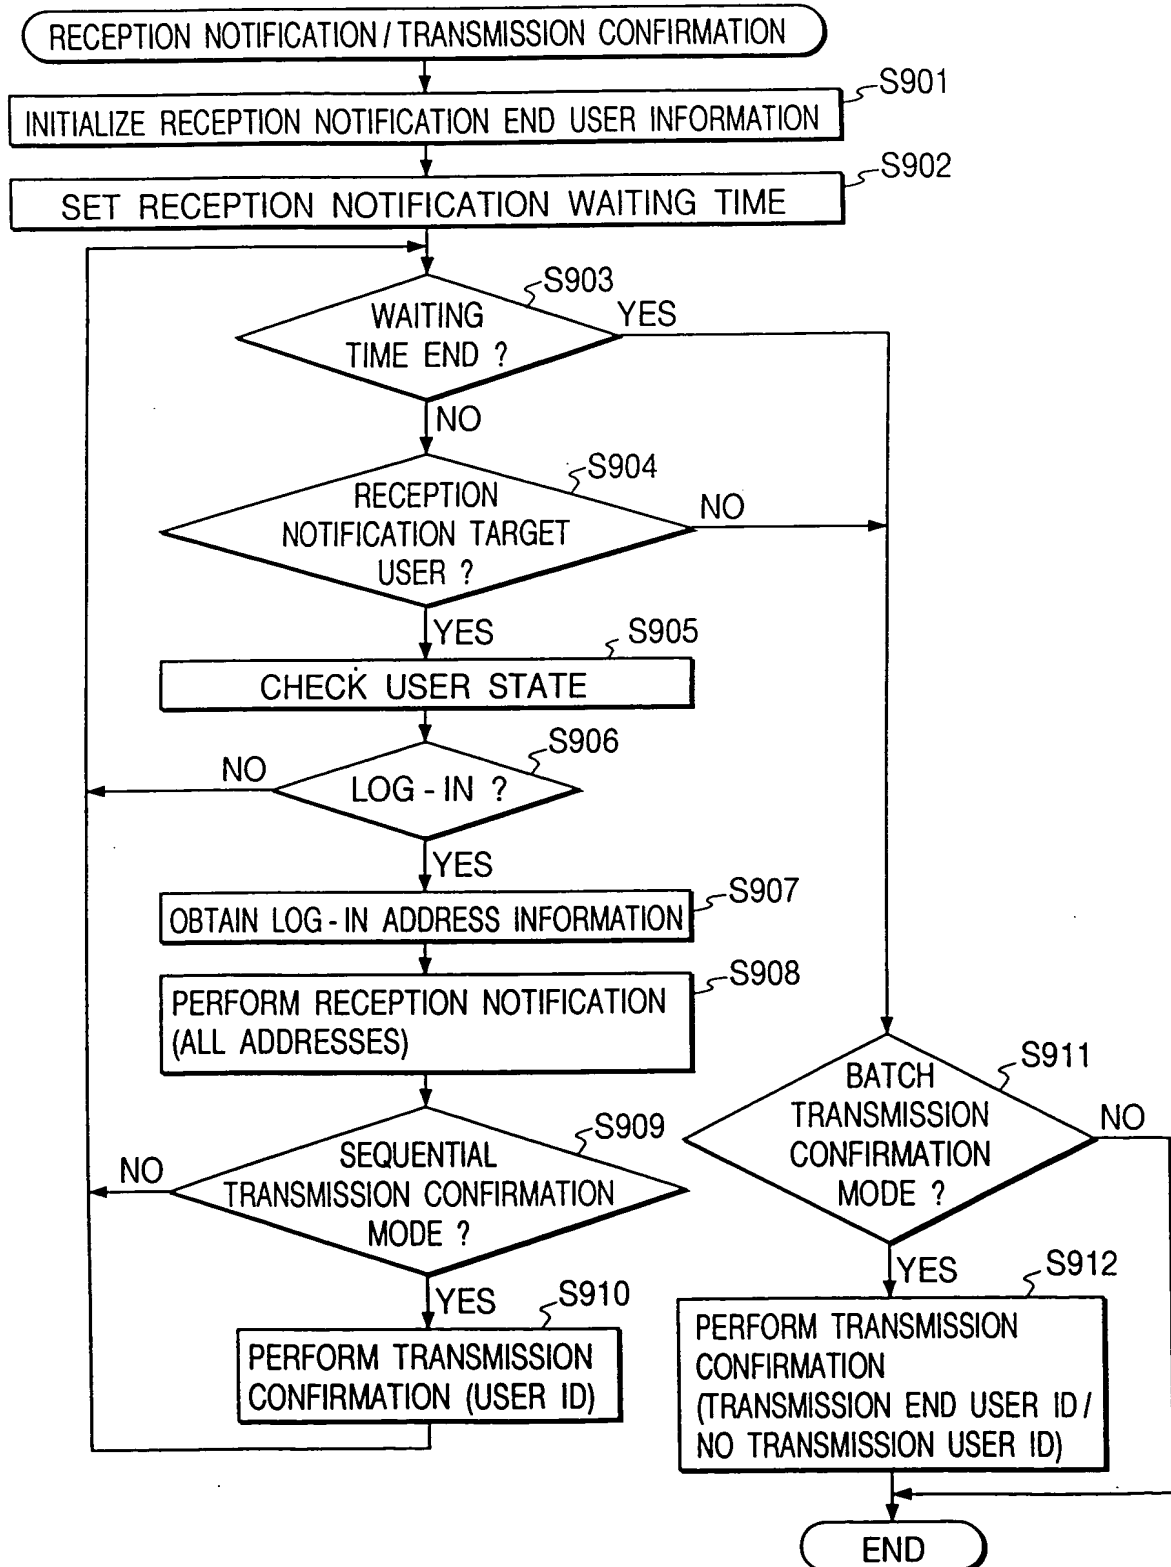 RECEPTION NOTIFICATION / TRANSMISSION CONFIRMATION
S901
INITIALIZE RECEPTION NOTIFICATION END USER INFORMATION
S902
SET RECEPTION NOTIFICATION WAITING TIME
S903
WAITING
TIME END ?
YES
NO
S904
RECEPTION
NOTIFICATION TARGET
USER ?
NO
YES
S905
CHECK USER STATE
S906
LOG - IN ?
NO
YES
S907
OBTAIN LOG - IN ADDRESS INFORMATION
S908
PERFORM RECEPTION NOTIFICATION
(ALL ADDRESSES)
S909
SEQUENTIAL
TRANSMISSION CONFIRMATION
MODE ?
NO
YES
S910
PERFORM TRANSMISSION
CONFIRMATION (USER ID)
S911
BATCH
TRANSMISSION
CONFIRMATION
MODE ?
NO
YES
S912
PERFORM TRANSMISSION
CONFIRMATION
(TRANSMISSION END USER ID /
NO TRANSMISSION USER ID)
END